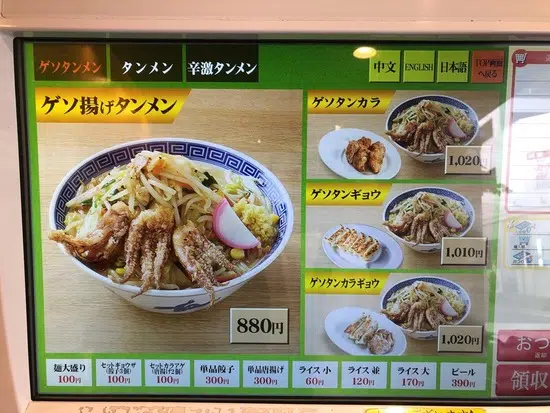 ゲソタンメン
タンメン
辛激タンメン
中文
ENGLISH
日本語
TOP画面
へ戻る
ゲソ揚げタンメン
880円
ゲソタンカラ
1,020円
ゲソタンギョウ
1,010円
ゲソタンカラギョウ
1,020円
麺大盛り
100円
セットギョウザ
(餃子3個)
100円
セットカラアゲ
(唐揚げ2個)
100円
単品餃子
300円
単品唐揚げ
300円
ライス 小
60円
ライス 並
120円
ライス 大
170円
ビール
390円
おつ
領収